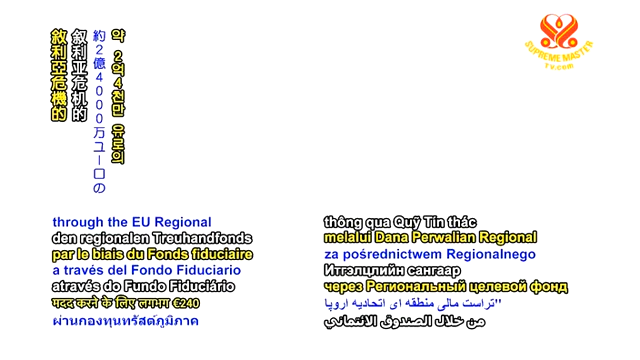 敘利亞危機的
叙利亚危机的
約2億4000万ユーロの
약 2억4천만 유로의
SUPREME MASTER
Tv.com
through the EU Regional
den regionalen Treuhandfonds
par le biais du Fonds fiduciaire
a través del Fondo Fiduciario
através do Fundo Fiduciário
मदद करने के लिए लगभग €240
ผ่านกองทุนทรัสต์ภูมิภาค
thông qua Quỹ Tín thác
melalui Dana Perwalian Regional
za pośrednictwem Regionalnego
Итгэлцлийн сангаар
через Региональный целевой фонд
"تراست مالی منطقه ای اتحادیه اروپا
من خلال الصندوق الائتماني